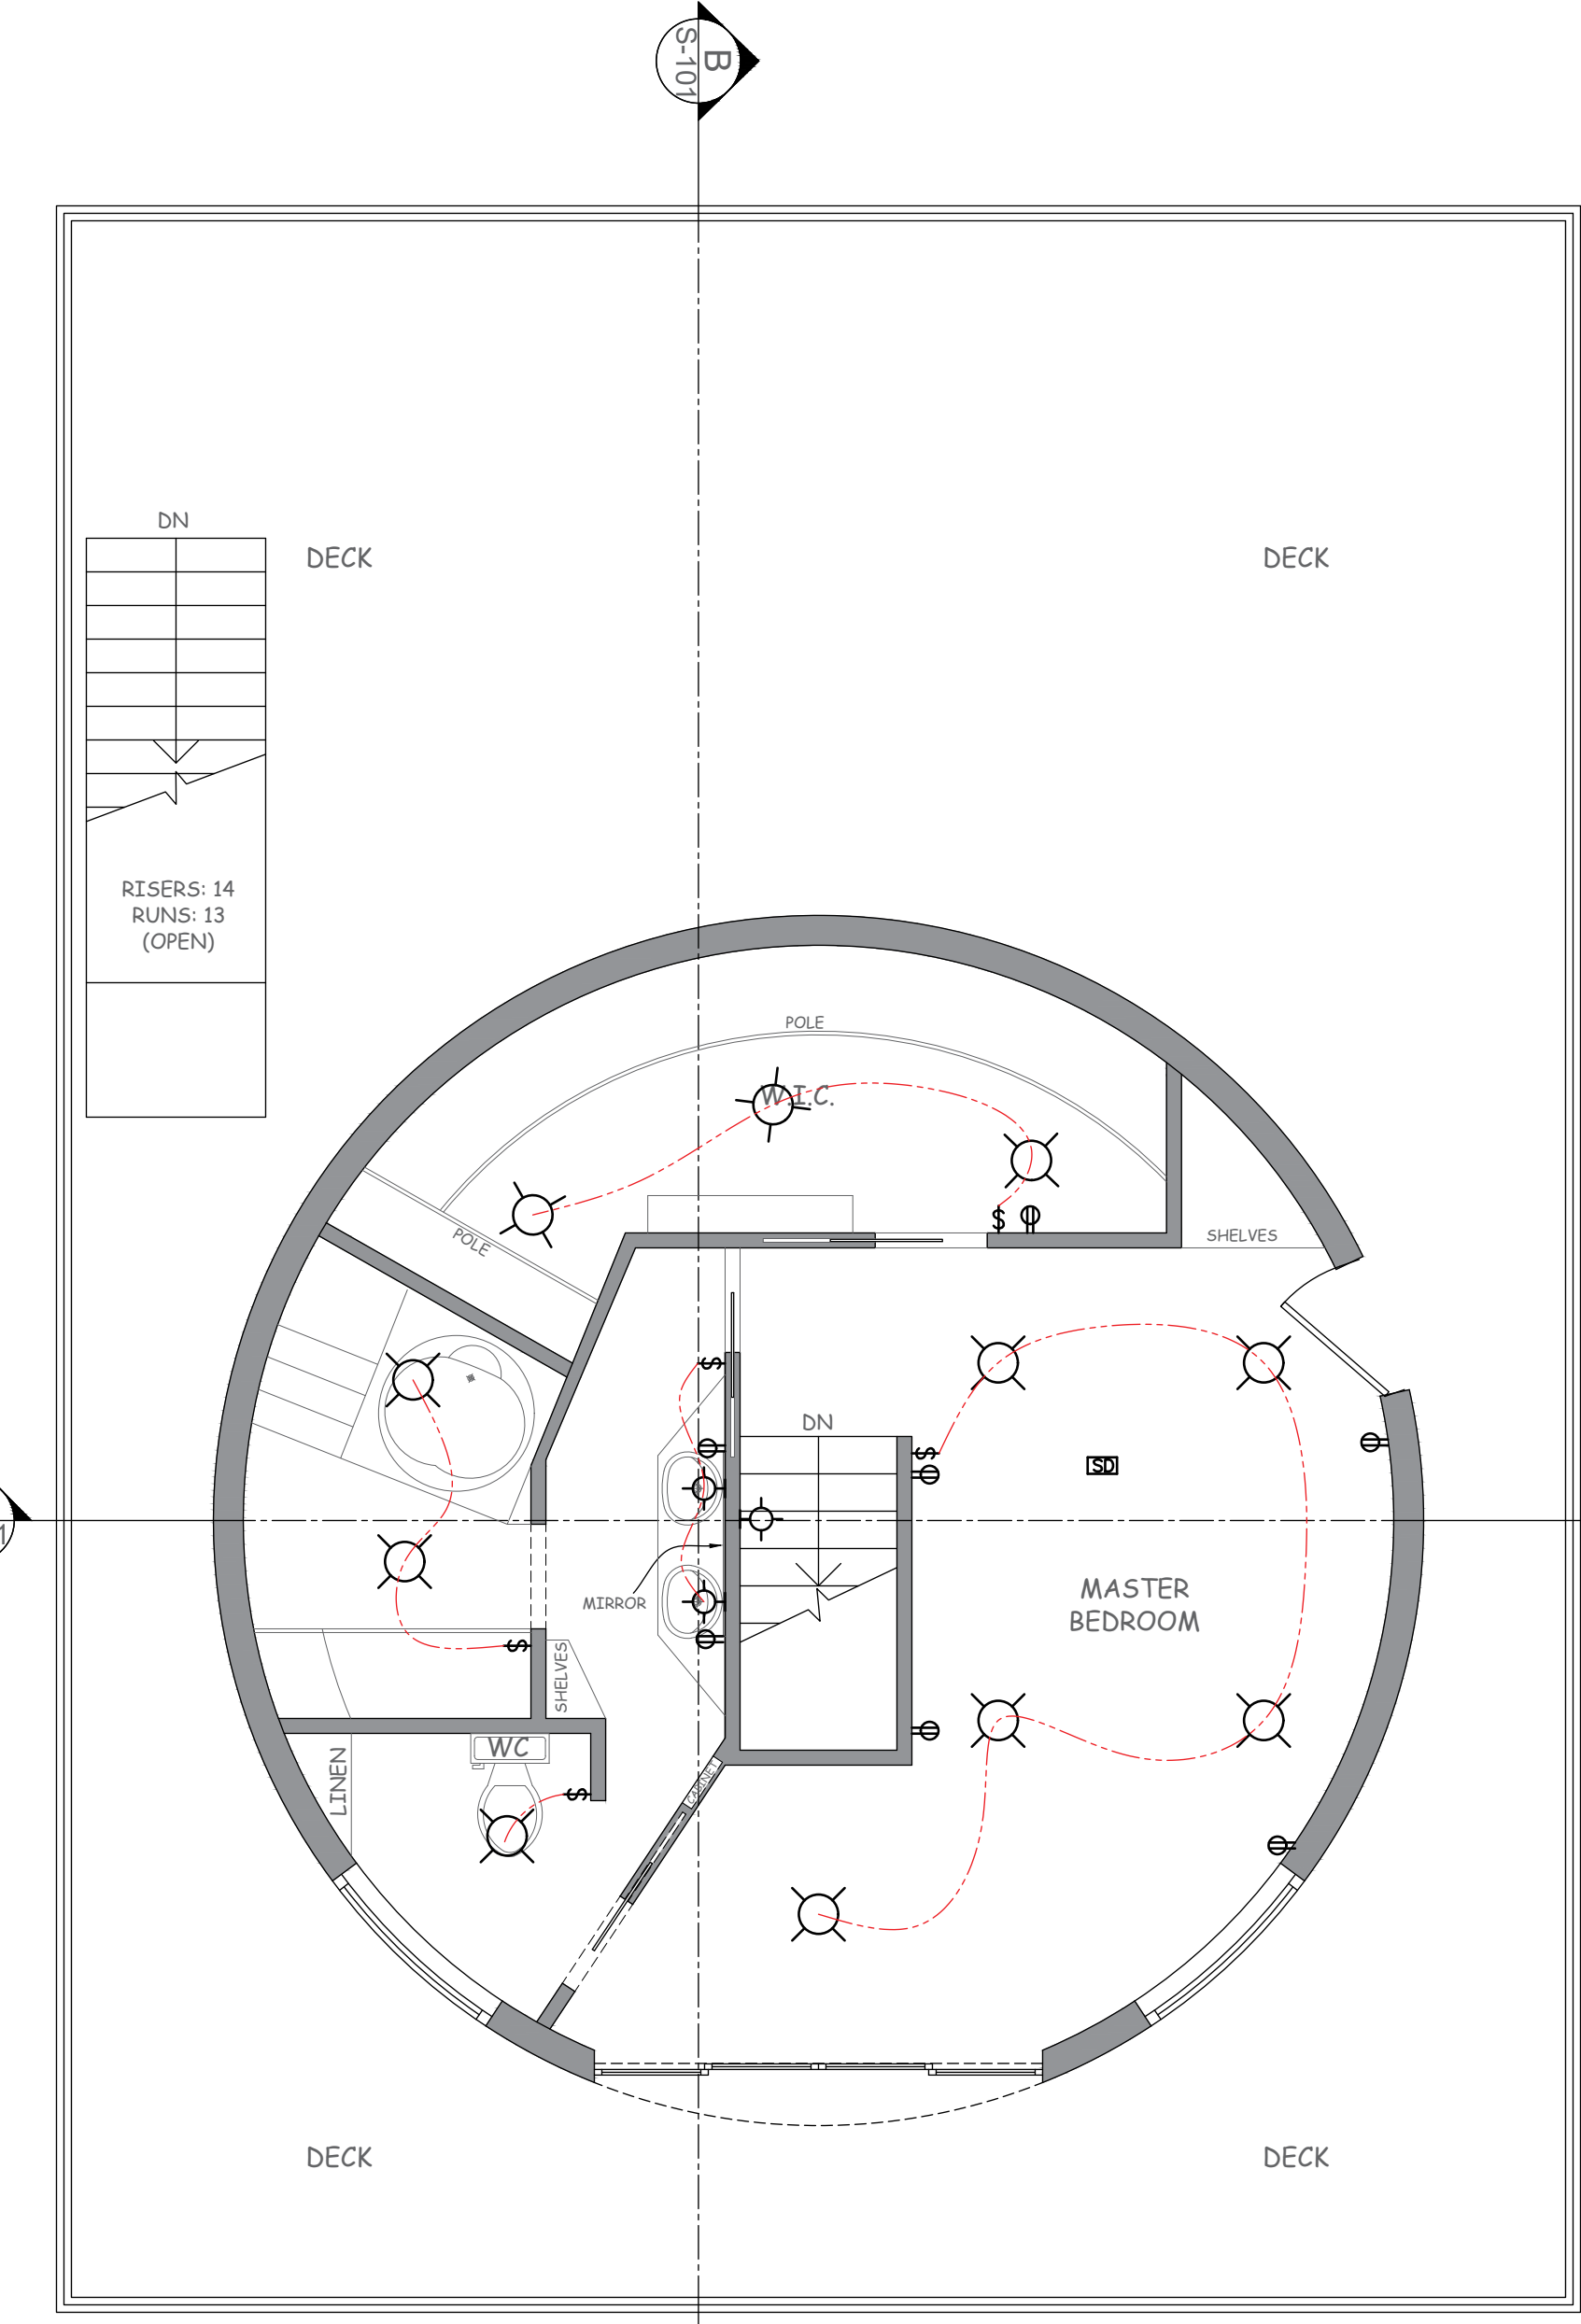 B
S-101
DN
DECK
DECK
RISERS: 14
RUNS: 13
(OPEN)
POLE
W.I.C.
POLE
$
SHELVES
$
DN
$
SD
1
MIRROR
MASTER
BEDROOM
$
SHELVES
WC
LINEN
CABINET
$
DECK
DECK